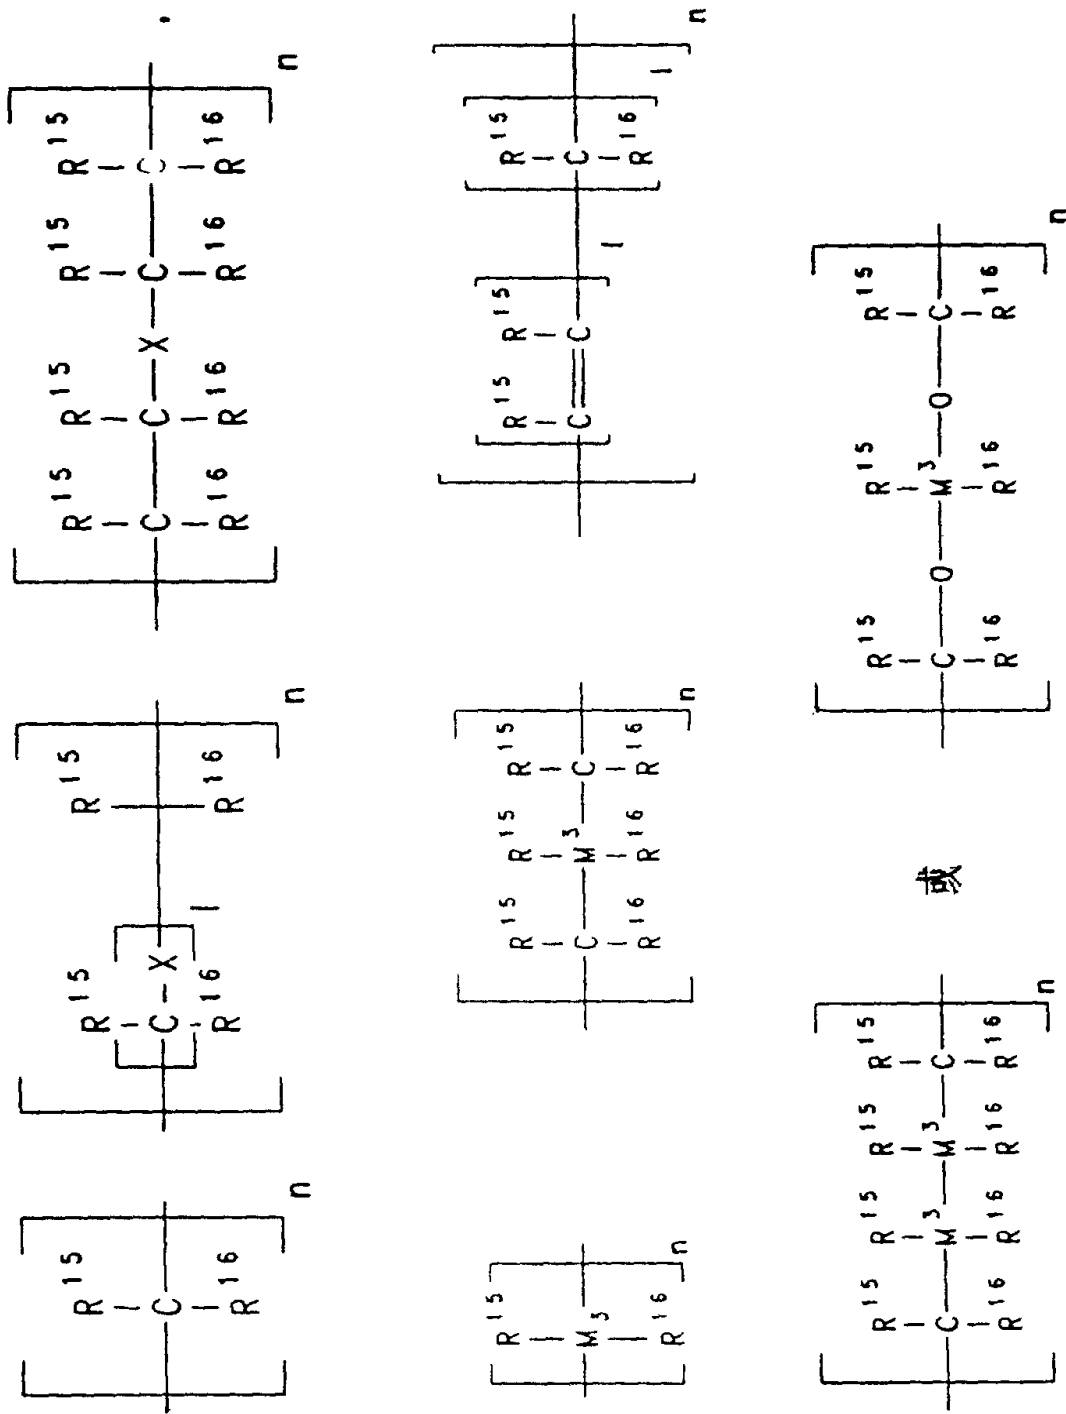 R15 R15 R15 R15 R15 R15 R15
C C–X C–C–X–C–C
R16 R16 l R16 R16 R16 R16 R16
n n n
R15 R15 R15 R15 R15 R15 R15
M3 C–M3–C C=C C
R16 R16 R16 R16 l R16 l
n n n
R15 R15 R15 R15 R15 R15 R15
C–M3–M3–C C–O–M3–O–C
R16 R16 R16 R16 R16 R16 R16
n n